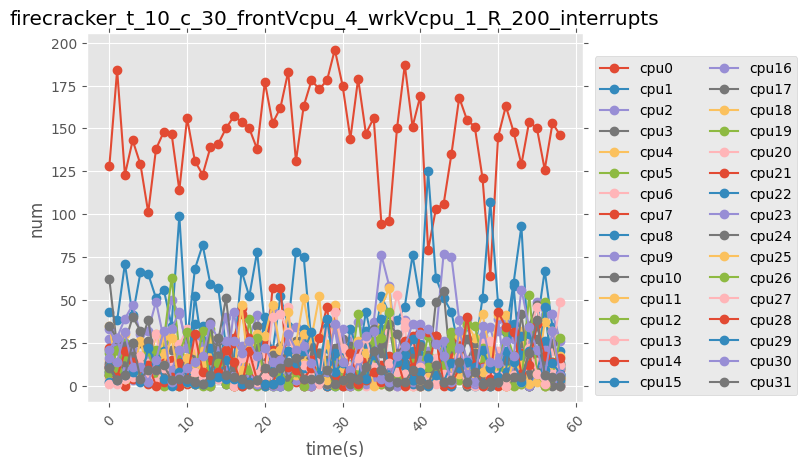 firecracker_t_10_c_30_frontVcpu_4_wrkVcpu_1_R_200_interrupts
200
175
150
125
100
75
50
25
0
num
0
10
20
30
40
50
60
time(s)
cpu0
cpu1
cpu2
cpu3
cpu4
cpu5
cpu6
cpu7
cpu8
cpu9
cpu10
cpu11
cpu12
cpu13
cpu14
cpu15
cpu16
cpu17
cpu18
cpu19
cpu20
cpu21
cpu22
cpu23
cpu24
cpu25
cpu26
cpu27
cpu28
cpu29
cpu30
cpu31